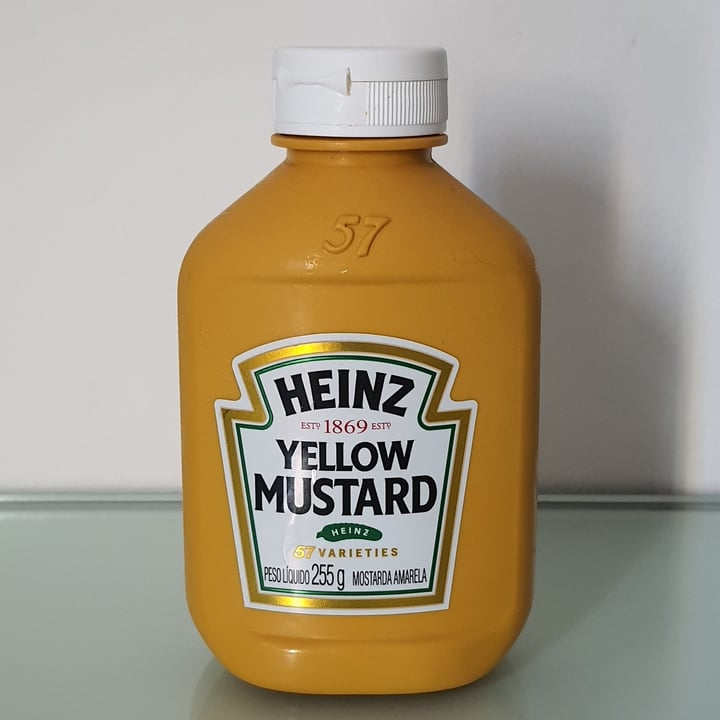 57
HEINZ
ESTD 1869 ESTD
YELLOW
MUSTARD
HEINZ
57 VARIETIES
PESO LÍQUIDO 255 g MOSTARDA AMARELA